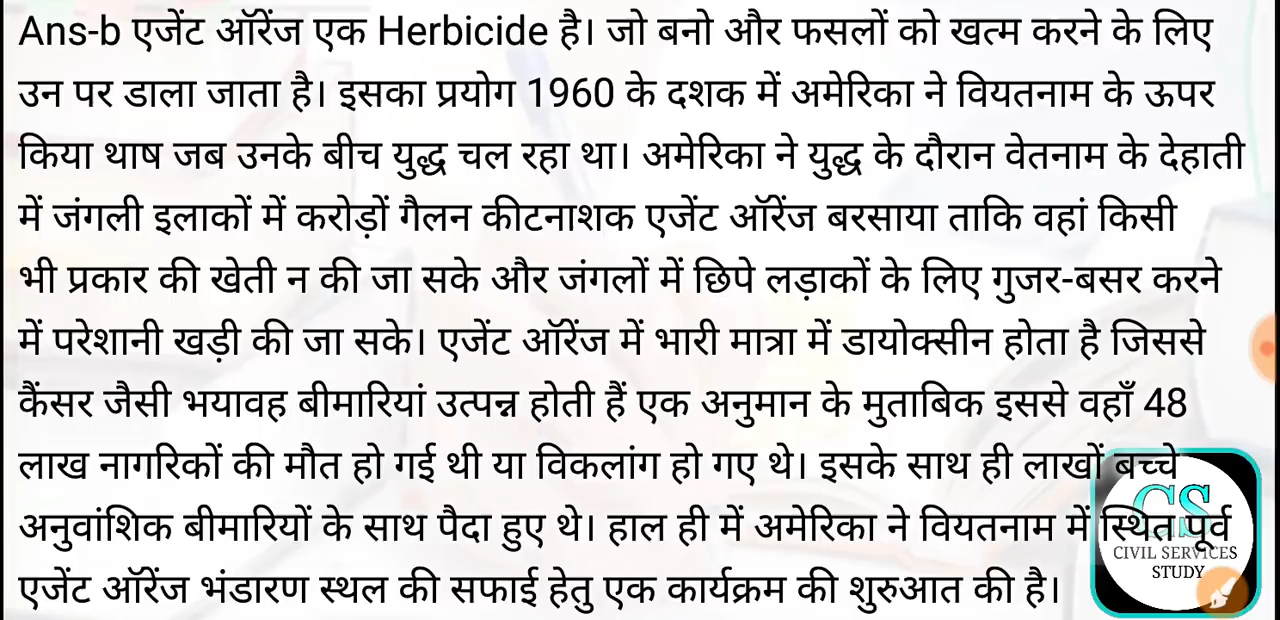 Ans-b एजेंट ऑरेंज एक Herbicide है। जो बनो और फसलों को खत्म करने के लिए
उन पर डाला जाता है। इसका प्रयोग 1960 के दशक में अमेरिका ने वियतनाम के ऊपर
किया थाष जब उनके बीच युद्ध चल रहा था। अमेरिका ने युद्ध के दौरान वेतनाम के देहाती
में जंगली इलाकों में करोड़ों गैलन कीटनाशक एजेंट ऑरेंज बरसाया ताकि वहां किसी
भी प्रकार की खेती न की जा सके और जंगलों में छिपे लड़ाकों के लिए गुजर-बसर करने
में परेशानी खड़ी की जा सके। एजेंट ऑरेंज में भारी मात्रा में डायोक्सीन होता है जिससे
कैंसर जैसी भयावह बीमारियां उत्पन्न होती हैं एक अनुमान के मुताबिक इससे वहाँ 48
लाख नागरिकों की मौत हो गई थी या विकलांग हो गए थे। इसके साथ ही लाखों बच्चे
अनुवांशिक बीमारियों के साथ पैदा हुए थे। हाल ही में अमेरिका ने वियतनाम में स्थित पूर्व
एजेंट ऑरेंज भंडारण स्थल की सफाई हेतु एक कार्यक्रम की शुरुआत की है।
CS
CIVIL SERVICES
STUDY